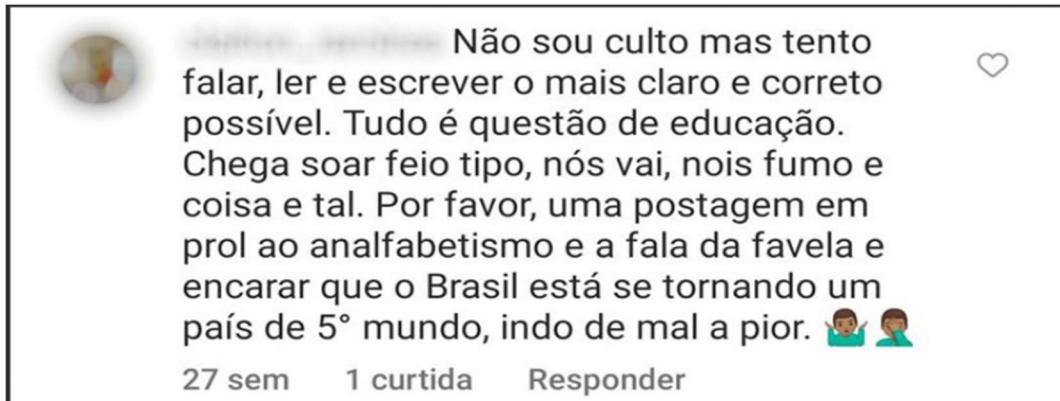 Não sou culto mas tento
falar, ler e escrever o mais claro e correto
possível. Tudo é questão de educação.
Chega soar feio tipo, nós vai, nois fumo e
coisa e tal. Por favor, uma postagem em
prol ao analfabetismo e a fala da favela e
encarar que o Brasil está se tornando um
país de 5° mundo, indo de mal a pior. 🤷🏾‍♂️🤦🏾‍♂️
27 sem 1 curtida Responder